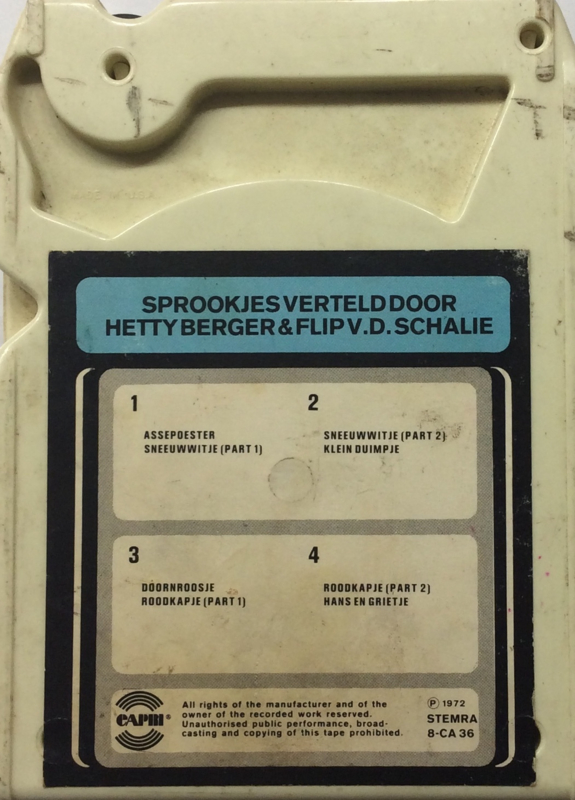 SPROOKJES VERTELD DOOR
HETTY BERGER & FLIP V.D. SCHALIE
1
ASSEPOESTER
SNEEUWWITJE (PART 1)
2
SNEEUWWITJE (PART 2)
KLEIN DUIMPJE
3
DOORNROOSJE
ROODKAPJE (PART 1)
4
ROODKAPJE (PART 2)
HANS EN GRIETJE
CAPRI®
All rights of the manufacturer and of the
owner of the recorded work reserved.
Unauthorised public performance, broad-
casting and copying of this tape prohibited.
Ⓟ 1972
STEMRA
8-CA 36